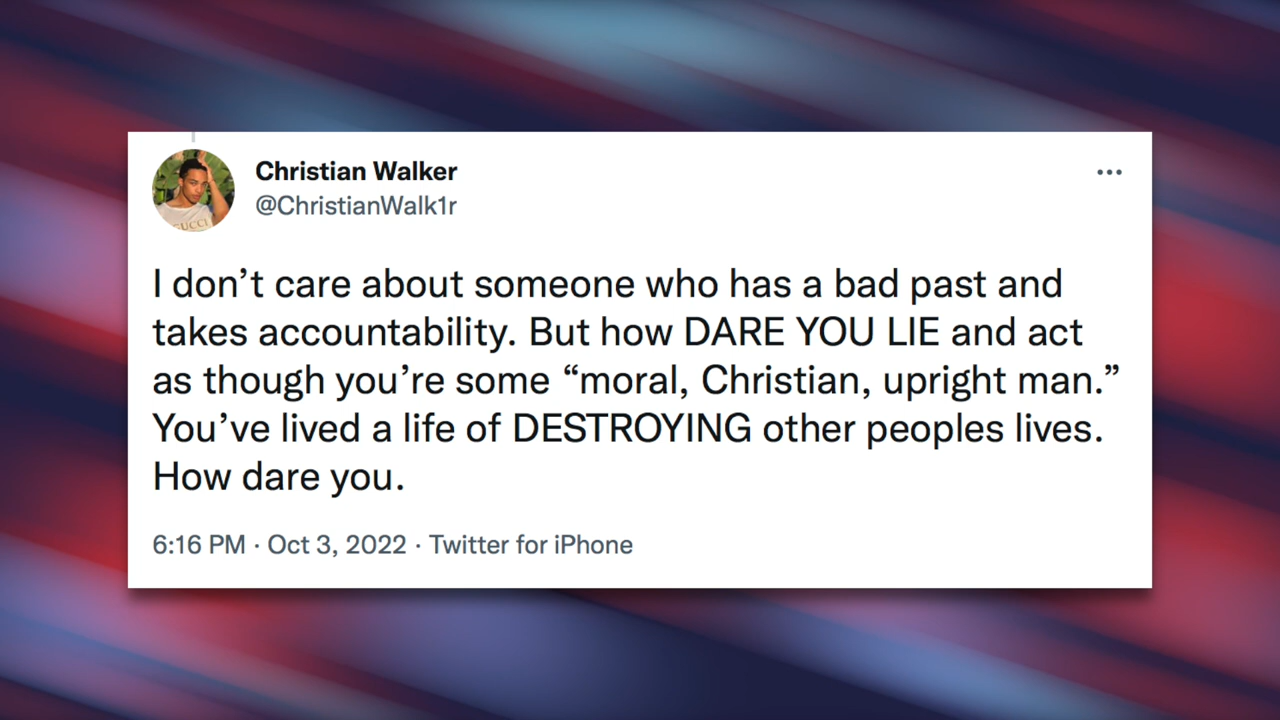 Christian Walker
@ChristianWalk1r
I don’t care about someone who has a bad past and
takes accountability. But how DARE YOU LIE and act
as though you’re some “moral, Christian, upright man.”
You’ve lived a life of DESTROYING other peoples lives.
How dare you.
6:16 PM · Oct 3, 2022 · Twitter for iPhone
GUCCI